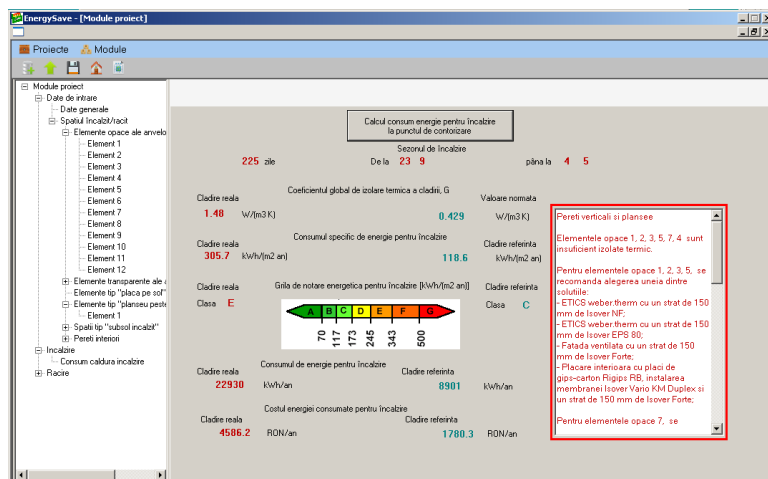 EnergySave - [Module proiect]
Proiecte Module
Module proiect
Date de intrare
Date generale
Spatiul încalzit/racit
Elemente opace ale anvelo
Element 1
Element 2
Element 3
Element 4
Element 5
Element 6
Element 7
Element 8
Element 9
Element 10
Element 11
Element 12
Elemente transparente ale a
Elemente tip "placa pe sol"
Elemente tip "planseu peste
Element 1
Spatii tip "subsol incalzit"
Pereti interiori
Incalzire
Consum caldura incalzire
Racire
Calcul consum energie pentru încalzire
la punctul de contorizare
Sezonul de încalzire
225 zile De la 23 9 pâna la 4 5
Coeficientul global de izolare termica a cladirii, G
Cladire reala Valoare normata
1.48 W/(m3 K) 0.429 W/(m3 K)
Consumul specific de energie pentru încalzire
Cladire reala Cladire referinta
305.7 kWh/(m2 an) 118.6 kWh/(m2 an)
Cladire reala Grila de notare energetica pentru încalzire [kWh/(m2 an)] Cladire referinta
Clasa E Clasa C
A B C D E F G
70 117 173 245 343 500
Consumul de energie pentru încalzire
Cladire reala Cladire referinta
22930 kWh/an 8901 kWh/an
Costul energiei consumate pentru încalzire
Cladire reala Cladire referinta
4586.2 RON/an 1780.3 RON/an
Pereti verticali si plansee
Elementele opace 1, 2, 3, 5, 7, 4 sunt
insuficient izolate termic.
Pentru elementele opace 1, 2, 3, 5, se
recomanda alegerea uneia dintre
solutiile:
- ETICS weber.therm cu un strat de 150
mm de Isover NF;
- ETICS weber.therm cu un strat de 150
mm de Isover EPS 80;
- Fatada ventilata cu un strat de 150
mm de Isover Forte;
- Placare interioara cu placi de
gips-carton Rigips RB, instalarea
membranei Isover Vario KM Duplex si
un strat de 150 mm de Isover Forte;
Pentru elementele opace 7, se